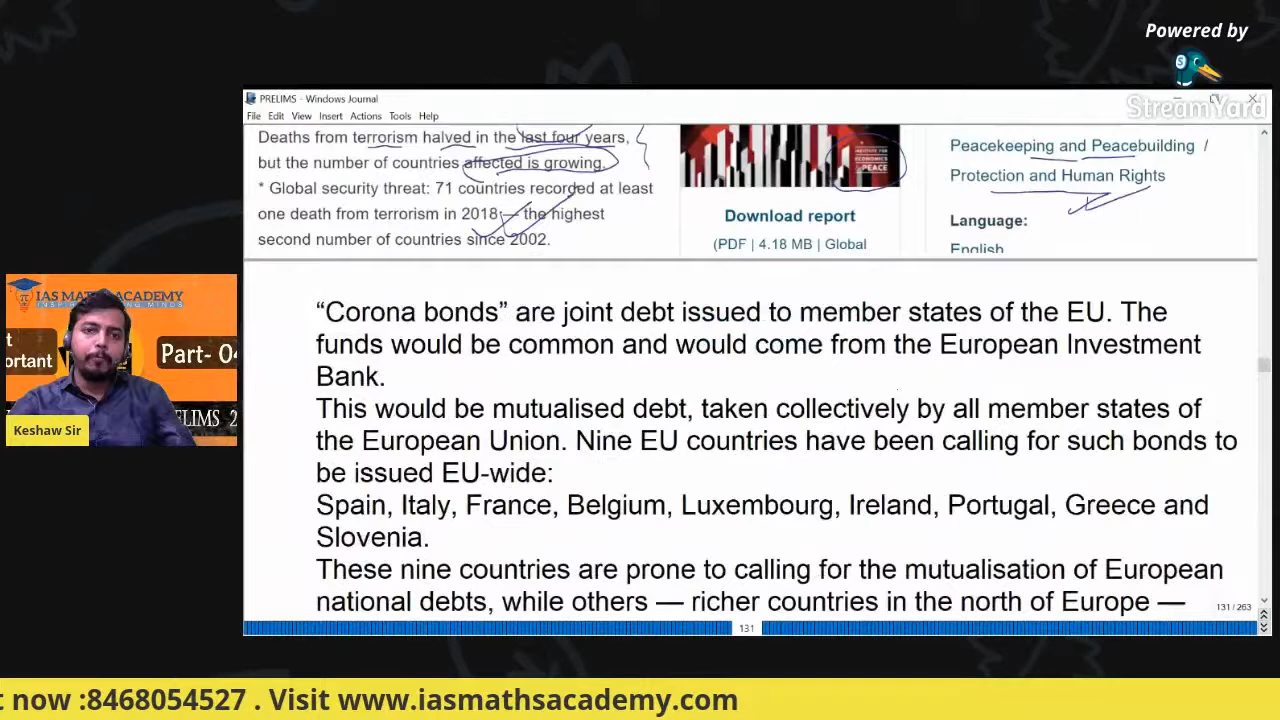 Powered by
StreamYard
PRELIMS - Windows Journal
File Edit View Insert Actions Tools Help
Deaths from terrorism halved in the last four years,
but the number of countries affected is growing.
* Global security threat: 71 countries recorded at least
one death from terrorism in 2018 — the highest
second number of countries since 2002.
INSTITUTE FOR
ECONOMICS
& PEACE
Download report
(PDF | 4.18 MB | Global
Peacekeeping and Peacebuilding /
Protection and Human Rights
Language:
English
“Corona bonds” are joint debt issued to member states of the EU. The
funds would be common and would come from the European Investment
Bank.
This would be mutualised debt, taken collectively by all member states of
the European Union. Nine EU countries have been calling for such bonds to
be issued EU-wide:
Spain, Italy, France, Belgium, Luxembourg, Ireland, Portugal, Greece and
Slovenia.
These nine countries are prone to calling for the mutualisation of European
national debts, while others — richer countries in the north of Europe —
131 / 263
131
IAS MATHS ACADEMY
Part- 04
Keshaw Sir
t now :8468054527 . Visit www.iasmathsacademy.com